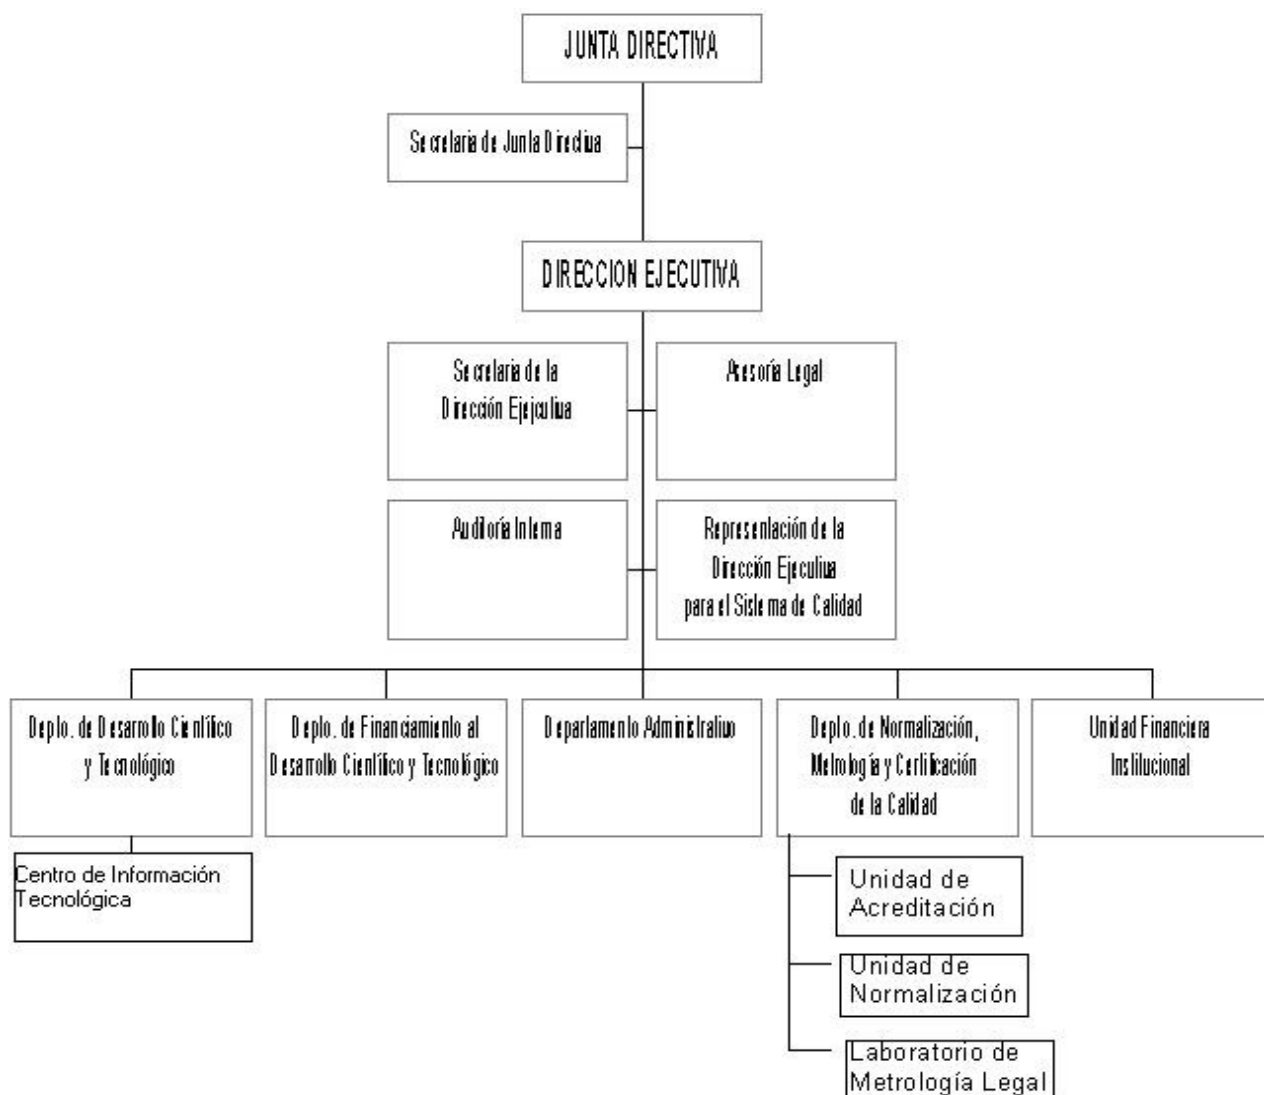 JUNTA DIRECTIVA
Secretaria de Junta Directiva
DIRECCION EJECUTIVA
Secretaria de la
Dirección Ejejcutiva
Asesoría Legal
Auditoría Interna
Representación de la
Dirección Ejecutiva
para el Sistema de Calidad
Depto. de Desarrollo Científico
y Tecnológico
Depto. de Financiamiento al
Desarrollo Científico y Tecnológico
Departamento Administrativo
Depto. de Normalización,
Metrología y Certificación
de la Calidad
Unidad Financiera
Institucional
Centro de Información
Tecnológica
Unidad de
Acreditación
Unidad de
Normalización
Laboratorio de
Metrología Legal